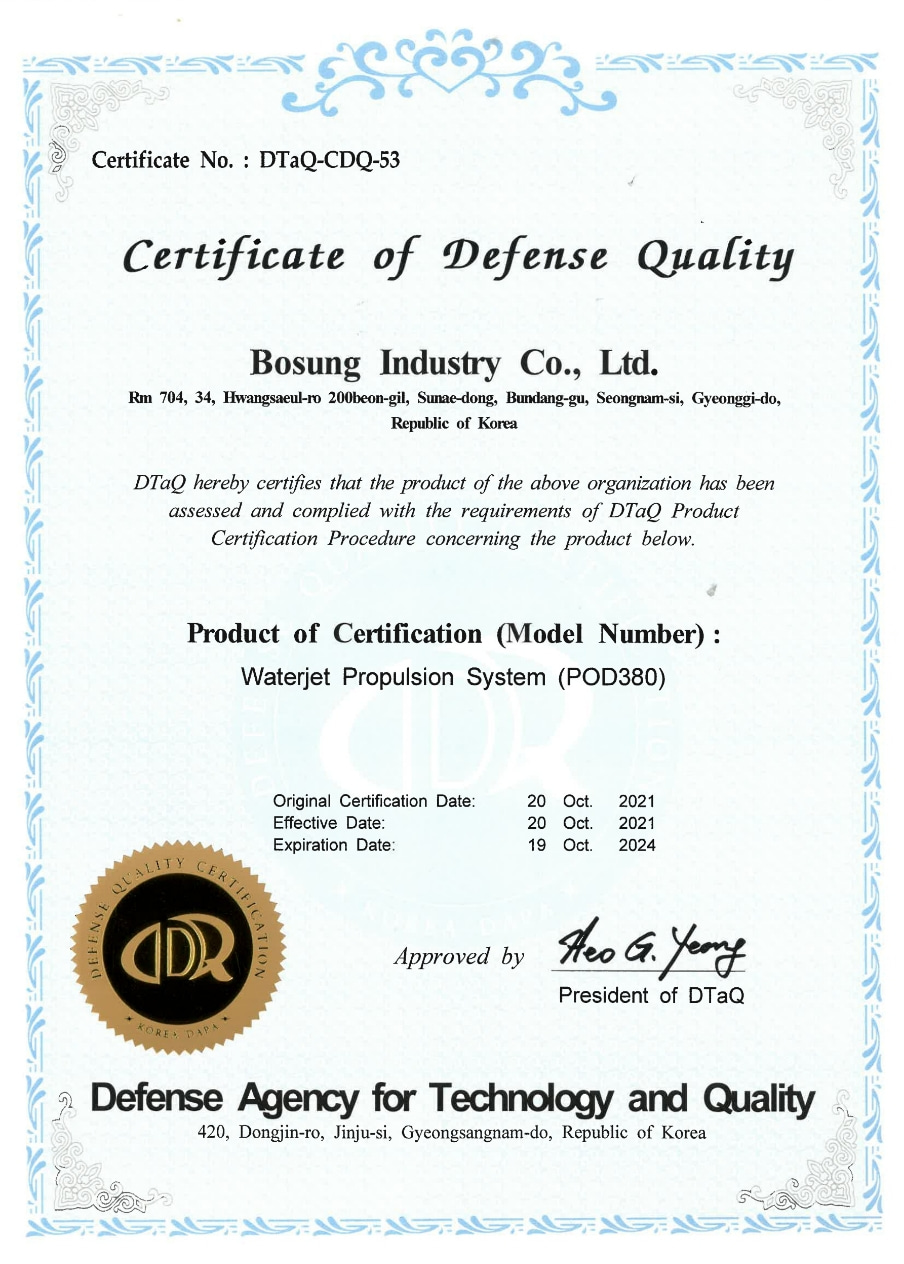 Certificate No. : DTaQ-CDQ-53
Certificate of Defense Quality
Bosung Industry Co., Ltd.
Rm 704, 34, Hwangsaeul-ro 200beon-gil, Sunae-dong, Bundang-gu, Seongnam-si, Gyeonggi-do,
Republic of Korea
DTaQ hereby certifies that the product of the above organization has been
assessed and complied with the requirements of DTaQ Product
Certification Procedure concerning the product below.
Product of Certification (Model Number) :
Waterjet Propulsion System (POD380)
Original Certification Date: 20 Oct. 2021
Effective Date: 20 Oct. 2021
Expiration Date: 19 Oct. 2024
DEFENSE QUALITY CERTIFICATION
CDQ
KOREA DAPA
Approved by Heo G. Yeong
President of DTaQ
Defense Agency for Technology and Quality
420, Dongjin-ro, Jinju-si, Gyeongsangnam-do, Republic of Korea